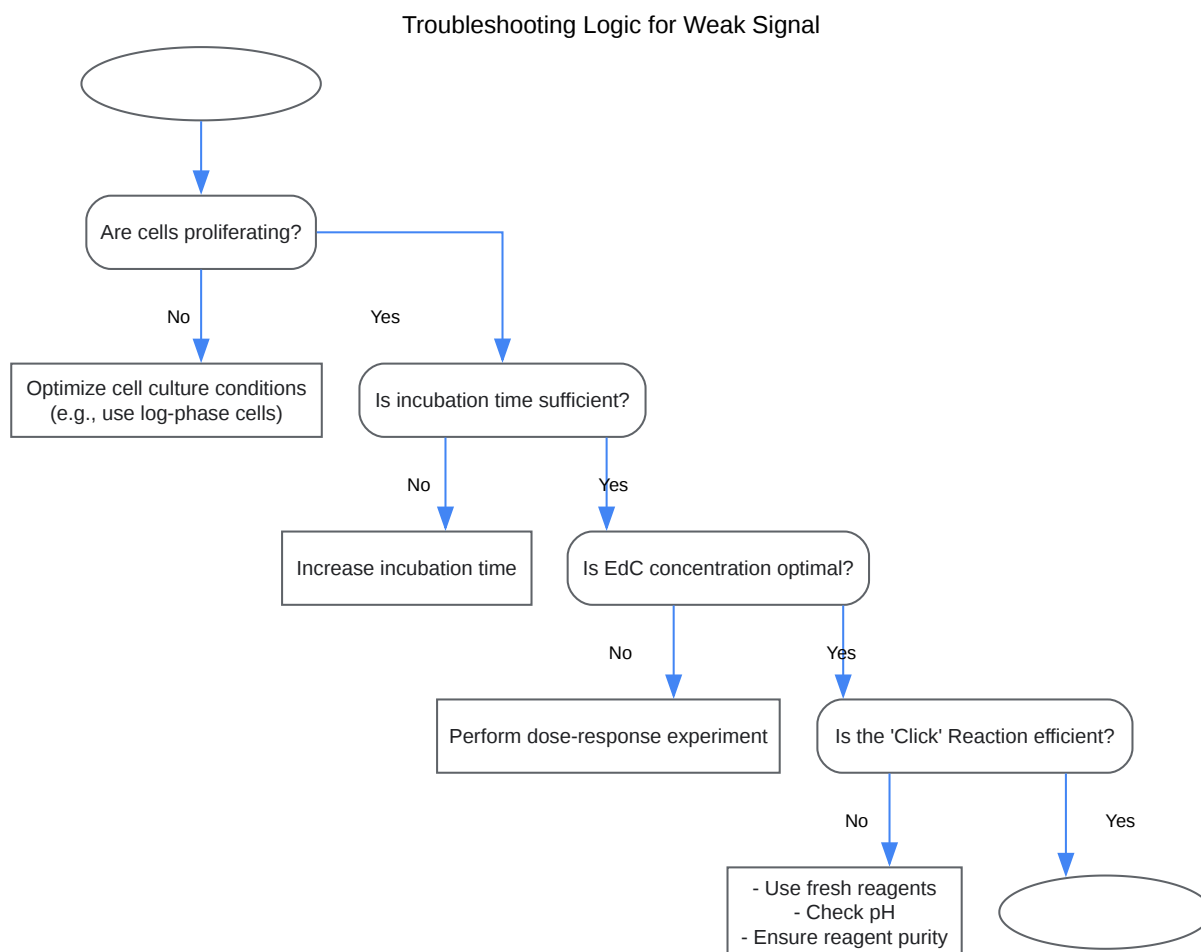 Troubleshooting Logic for Weak Signal
Are cells proliferating?
No
Yes
Optimize cell culture conditions
(e.g., use log-phase cells)
Is incubation time sufficient?
No
Yes
Increase incubation time
Is EdC concentration optimal?
No
Yes
Perform dose-response experiment
Is the 'Click' Reaction efficient?
No
Yes
- Use fresh reagents
- Check pH
- Ensure reagent purity